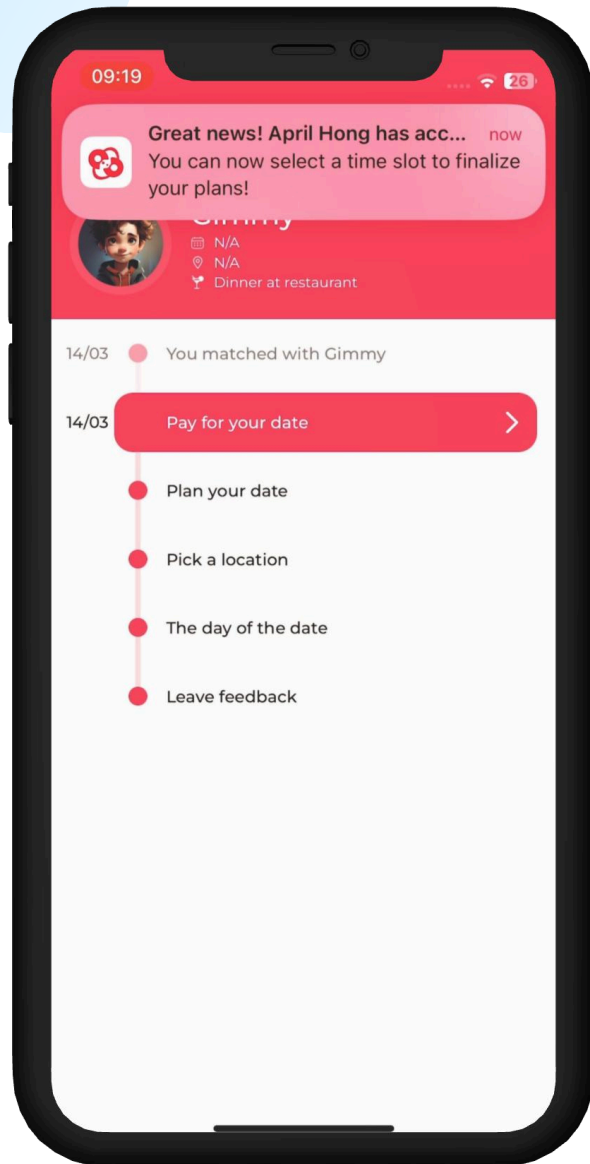 09:19
26
Great news! April Hong has acc... now
You can now select a time slot to finalize
your plans!
Gimmy
N/A
N/A
Dinner at restaurant
14/03 You matched with Gimmy
14/03 Pay for your date
Plan your date
Pick a location
The day of the date
Leave feedback